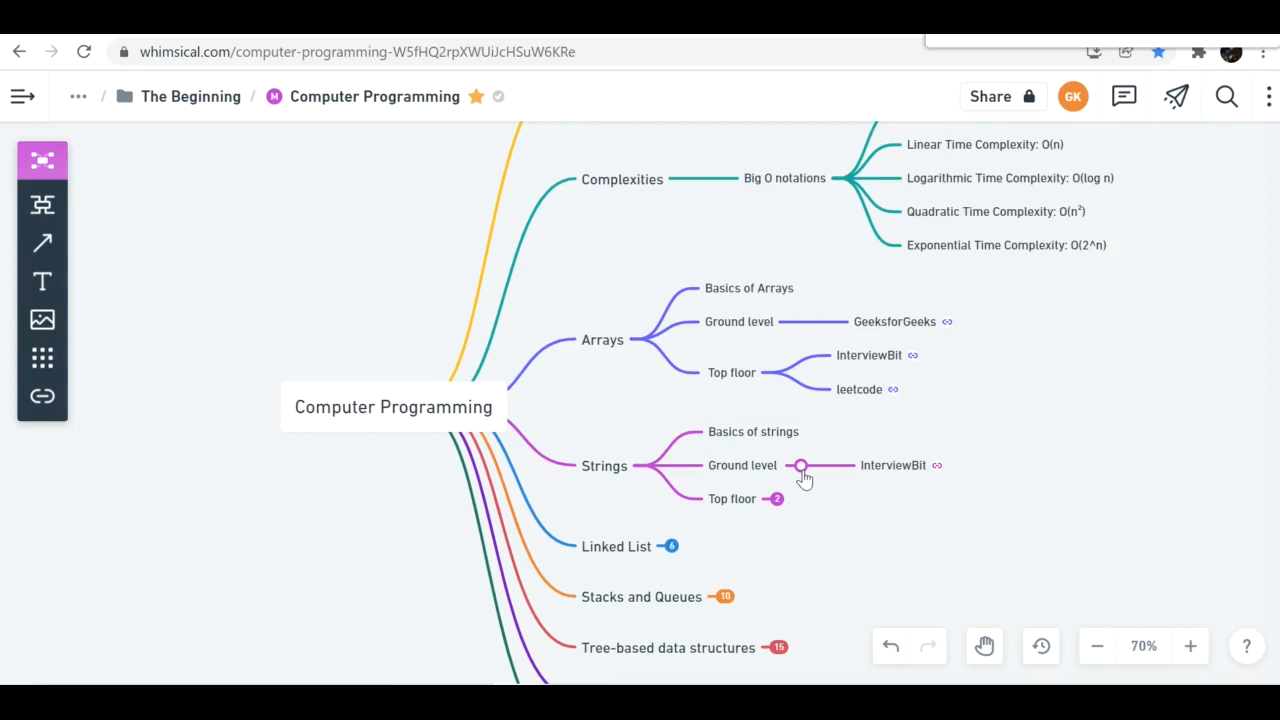 whimsical.com/computer-programming-W5fHQ2rpXWUiJcHSuW6KRe
... / The Beginning / M Computer Programming
Share GK
Linear Time Complexity: O(n)
Complexities Big O notations Logarithmic Time Complexity: O(log n)
Quadratic Time Complexity: O(n²)
Exponential Time Complexity: O(2^n)
Basics of Arrays
Ground level GeeksforGeeks
Arrays
InterviewBit
Top floor
leetcode
Computer Programming
Basics of strings
Strings Ground level InterviewBit
Top floor 2
Linked List 6
Stacks and Queues 10
Tree-based data structures 15
70%
?
T